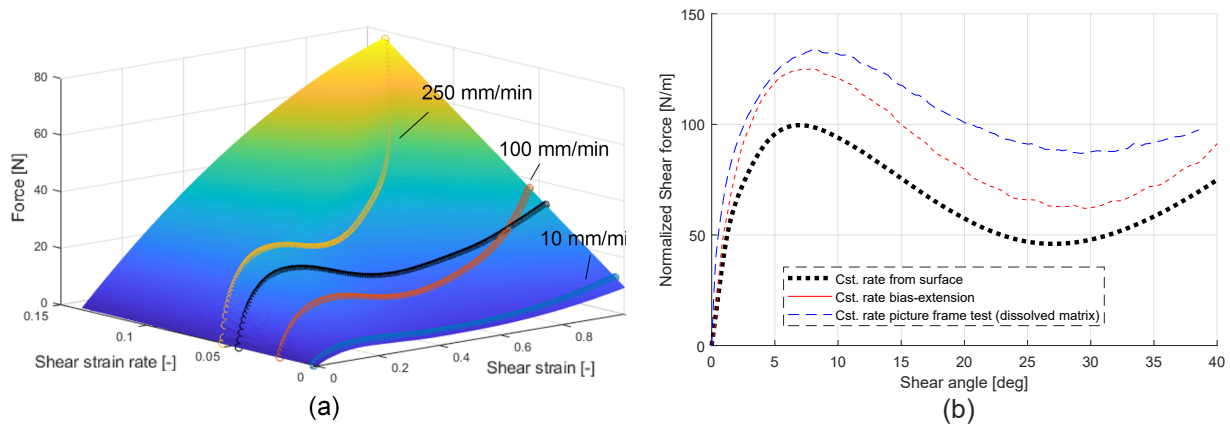 80
60
40
20
0
Force [N]
250 mm/min
100 mm/min
10 mm/mi
0.15
0.1
0.05
0
Shear strain rate [-]
0
0.2
0.4
0.6
0.8
Shear strain [-]
(a)
150
100
50
0
Normalized Shear force [N/m]
Cst. rate from surface
Cst. rate bias-extension
Cst. rate picture frame test (dissolved matrix)
0 5 10 15 20 25 30 35 40
Shear angle [deg]
(b)